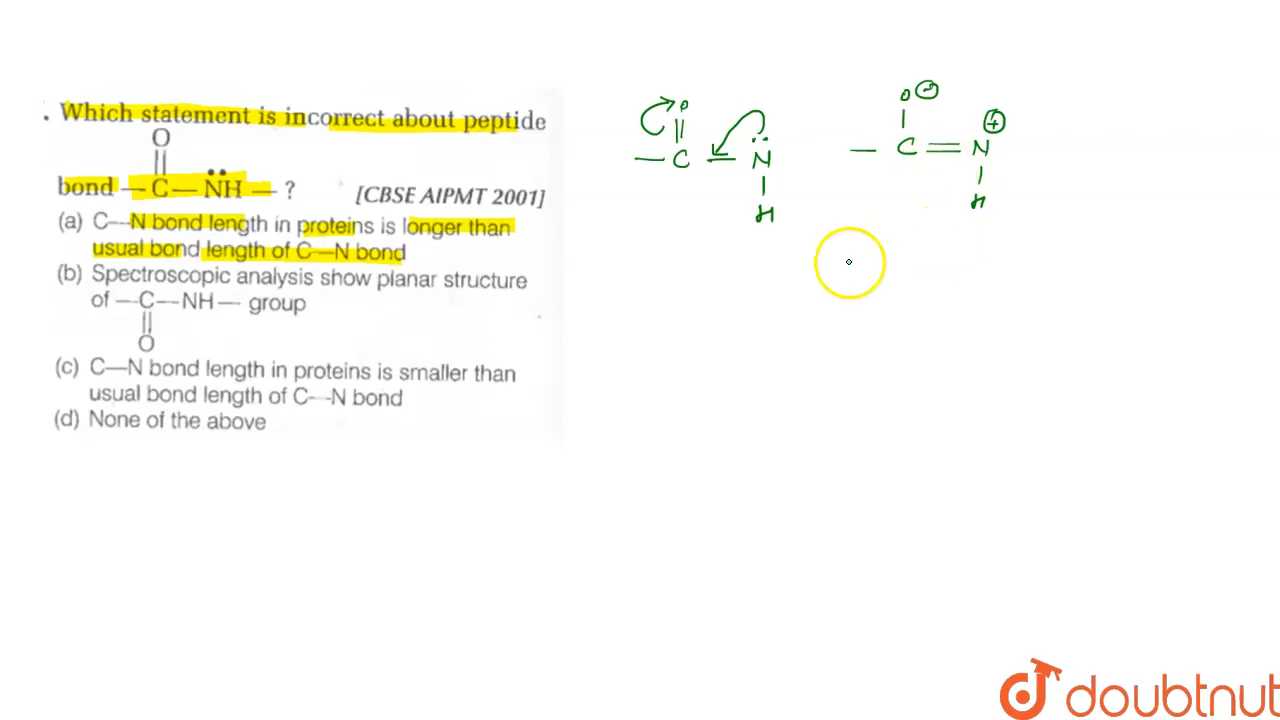 . Which statement is incorrect about peptide
O
||
bond —C—N̈H— ? [CBSE AIPMT 2001]
(a) C—N bond length in proteins is longer than
usual bond length of C—N bond
(b) Spectroscopic analysis show planar structure
of —C—NH— group
||
O
(c) C—N bond length in proteins is smaller than
usual bond length of C—N bond
(d) None of the above
O
||
— C — N̈
|
H
O ⊖
|
— C = N ⊕
|
H
doubtnut